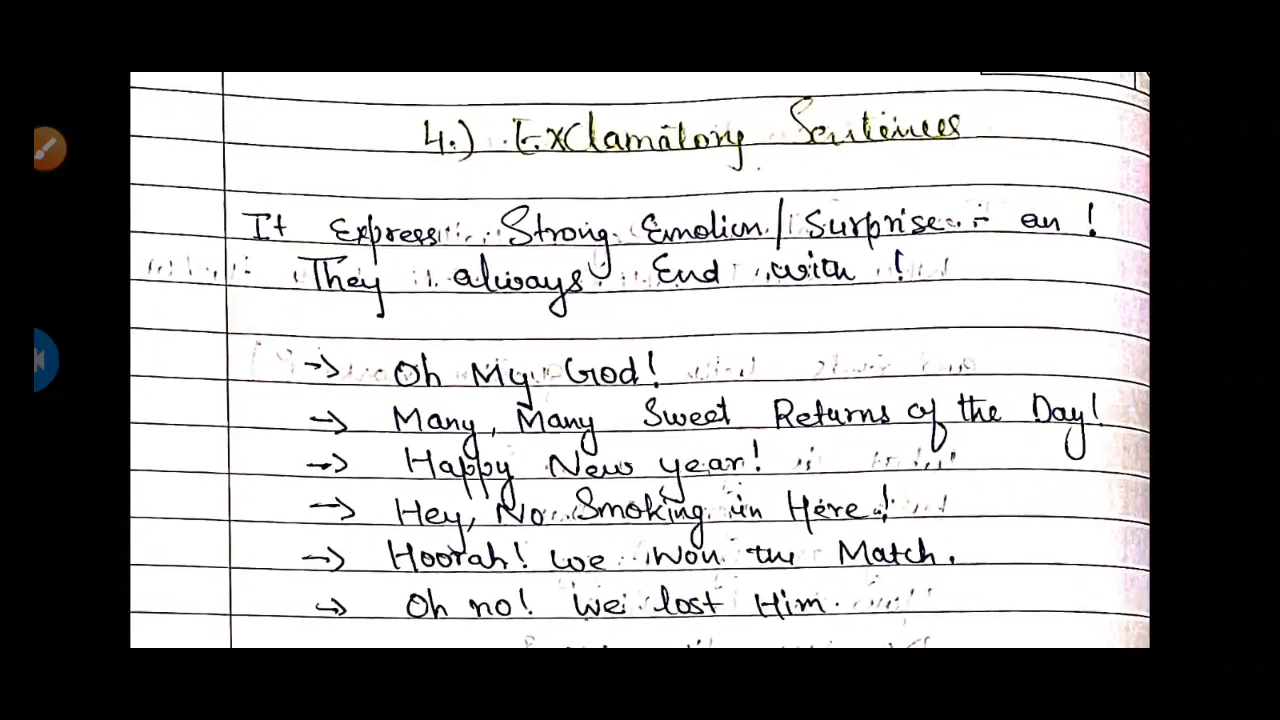 4.) Exclamatory Sentences
It Express Strong Emotion / Surprise - an !
They always End with !
→ Oh My God!
→ Many, Many Sweet Returns of the Day!
→ Happy New year!
→ Hey, No Smoking in Here!
→ Hoorah! we won the Match.
→ Oh no! We lost Him.